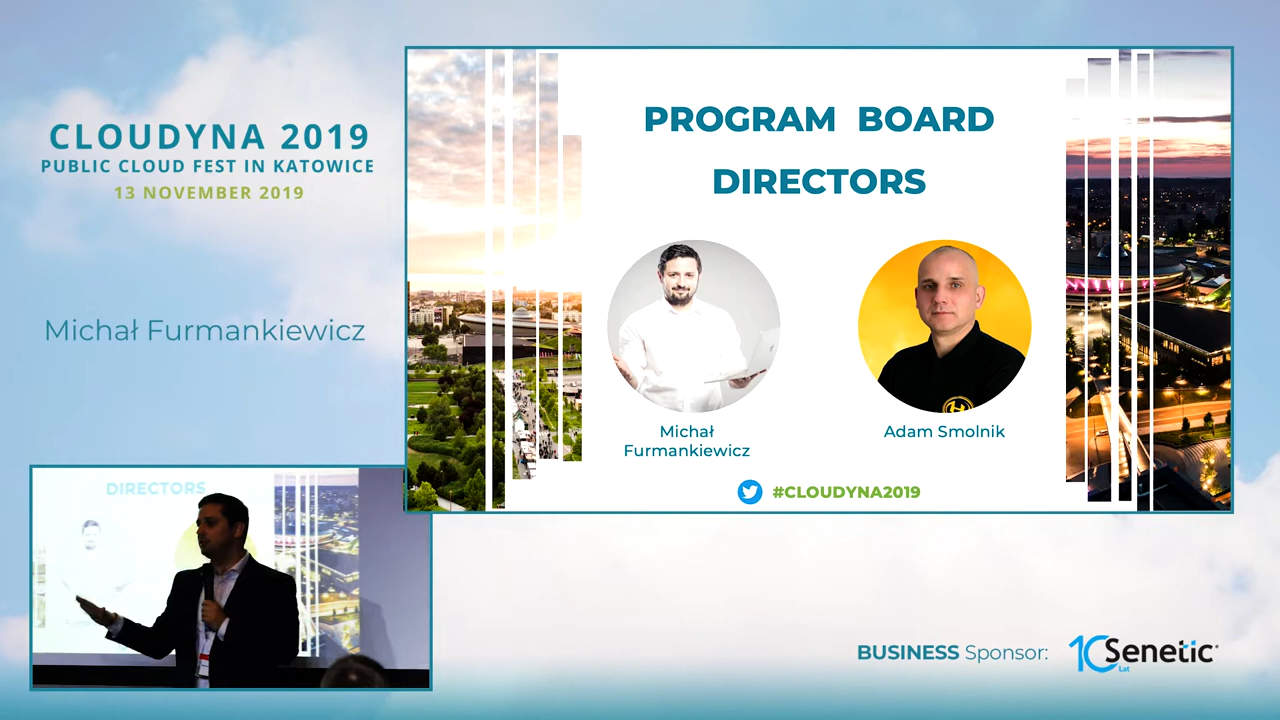 CLOUDYNA 2019
PUBLIC CLOUD FEST IN KATOWICE
13 NOVEMBER 2019
Michał Furmankiewicz
PROGRAM BOARD
DIRECTORS
Michał
Furmankiewicz
Adam Smolnik
#CLOUDYNA2019
DIRECTORS
BUSINESS Sponsor:
10 Senetic
Lat